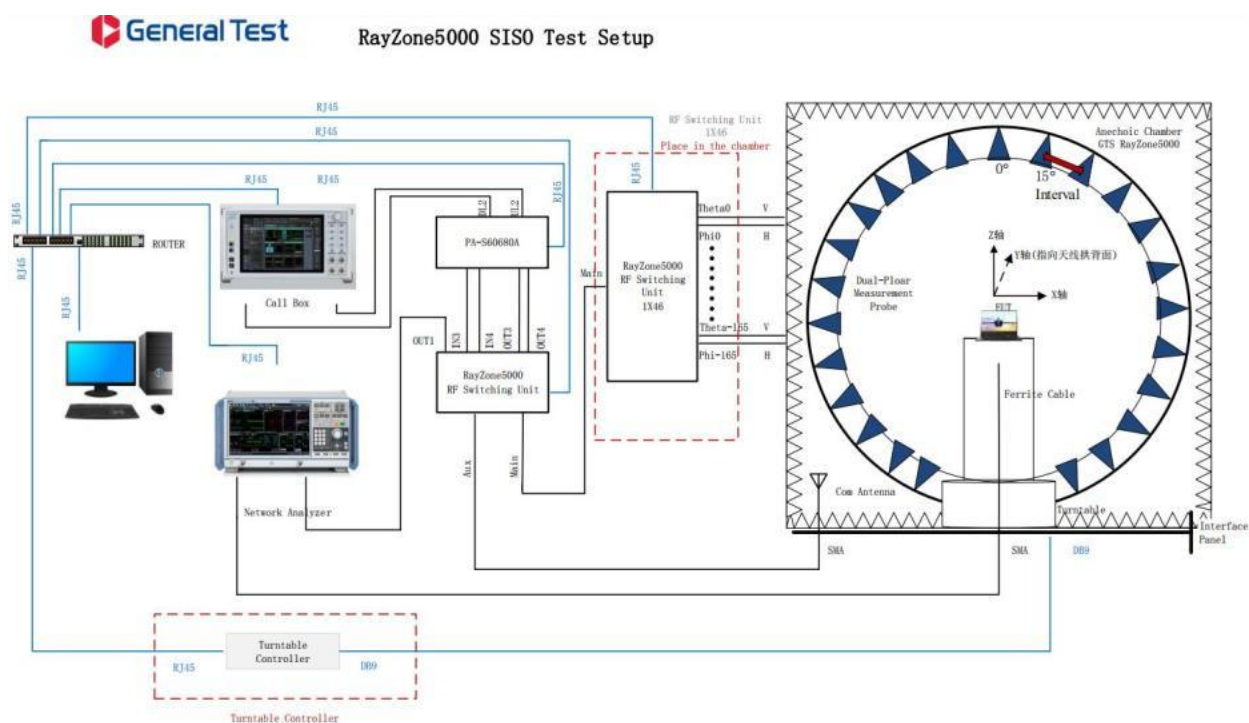 General Test
RayZone5000 SISO Test Setup
RJ45
RJ45
RJ45
RJ45
RJ45
RJ45
RJ45
RJ45
RJ45
RJ45
RJ45
ROUTER
Call Box
Network Analyzer
DL2
PA-S60680A
OUT1
IN3
IN4
OUT3
OUT4
RayZone5000
RF Switching Unit
Aux
Main
RF Switching Unit
1X46
Place in the chamber
Main
RayZone5000
RF Switching
Unit
1X46
Theta0
V
Phi0
H
Theta-165
V
Phi-165
H
Anechoic Chamber
GTS RayZone5000
0°
15°
Interval
Dual-Ploar
Measurement
Probe
Z轴
Y轴(指向天线拱背面)
X轴
EUT
Ferrite Cable
Com Antenna
Turntable
Interface
Panel
SMA
SMA
DB9
RJ45
Turntable
Controller
DB9
Turntable Controller